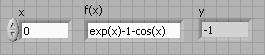 x f(x) y
0 exp(x)-1-cos(x) -1